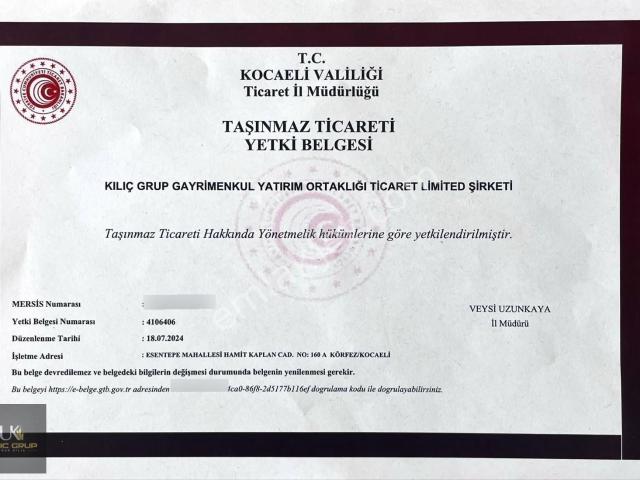 T.C.
KOCAELİ VALİLİĞİ
Ticaret İl Müdürlüğü
TAŞINMAZ TİCARETİ
YETKİ BELGESİ
KILIÇ GRUP GAYRİMENKUL YATIRIM ORTAKLIĞI TİCARET LİMİTED ŞİRKETİ
Taşınmaz Ticareti Hakkında Yönetmelik hükümlerine göre yetkilendirilmiştir.
MERSİS Numarası :
Yetki Belgesi Numarası : 4106406
Düzenlenme Tarihi : 18.07.2024
İşletme Adresi : ESENTEPE MAHALLESİ HAMİT KAPLAN CAD. NO: 160 A KÖRFEZ/KOCAELİ
VEYSİ UZUNKAYA
İl Müdürü
Bu belge devredilemez ve belgedeki bilgilerin değişmesi durumunda belgenin yenilenmesi gerekir.
Bu belgeyi https://e-belge.gtb.gov.tr adresinden 4ca0-86f8-2d5177b116ef dogrulama kodu ile dogrulayabilirsiniz.
UK
GRUP